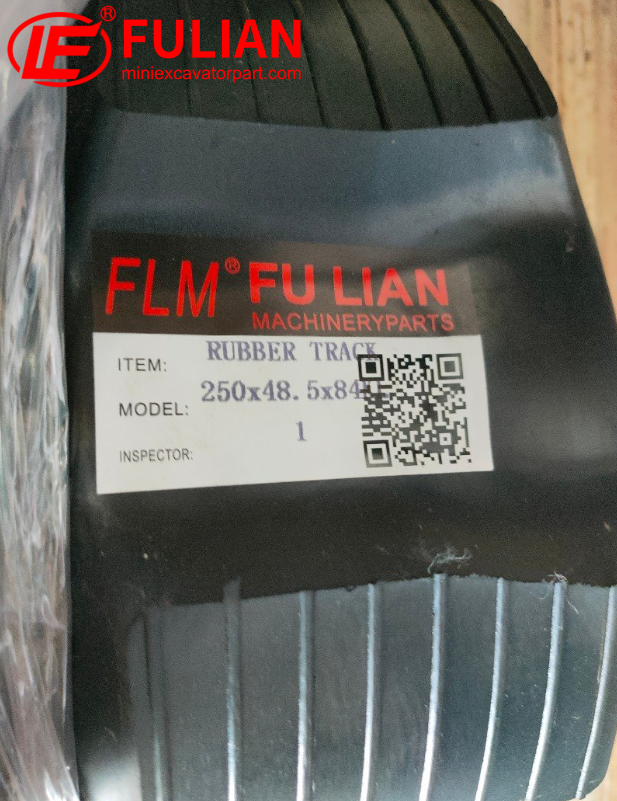 FULIAN
miniexcavatorpart.com
FLM® FU LIAN
MACHINERYPARTS
ITEM: RUBBER TRACK
MODEL: 250x48.5x84
1
INSPECTOR: